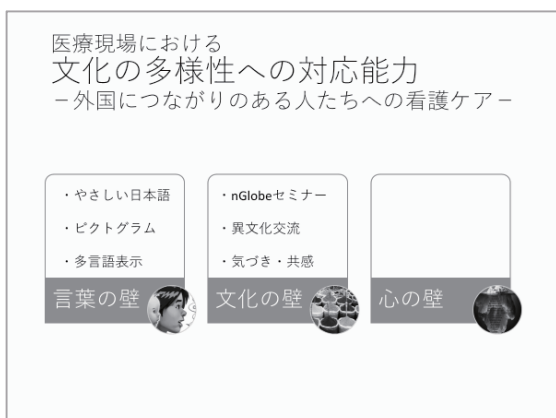 医療現場における
文化の多様性への対応能力
－外国につながりのある人たちへの看護ケア－
・やさしい日本語
・ピクトグラム
・多言語表示
言葉の壁
・nGlobeセミナー
・異文化交流
・気づき・共感
文化の壁
心の壁